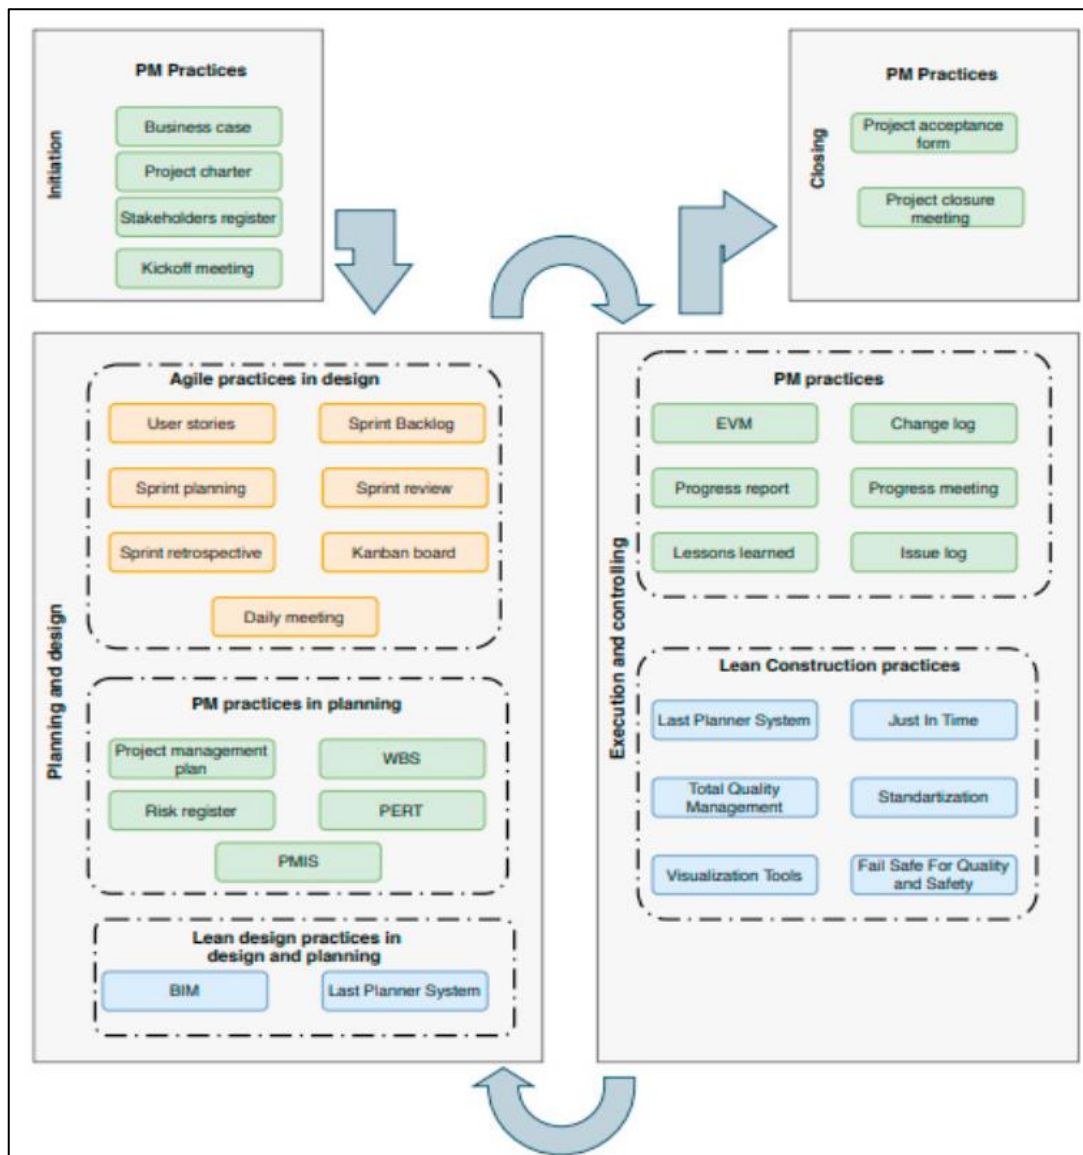 Initiation
PM Practices
Business case
Project charter
Stakeholders register
Kickoff meeting
Closing
PM Practices
Project acceptance
form
Project closure
meeting
Planning and design
Agile practices in design
User stories
Sprint Backlog
Sprint planning
Sprint review
Sprint retrospective
Kanban board
Daily meeting
PM practices in planning
Project management
plan
WBS
Risk register
PERT
PMIS
Lean design practices in
design and planning
BIM
Last Planner System
Execution and controlling
PM practices
EVM
Change log
Progress report
Progress meeting
Lessons learned
Issue log
Lean Construction practices
Last Planner System
Just In Time
Total Quality
Management
Standartization
Visualization Tools
Fail Safe For Quality
and Safety